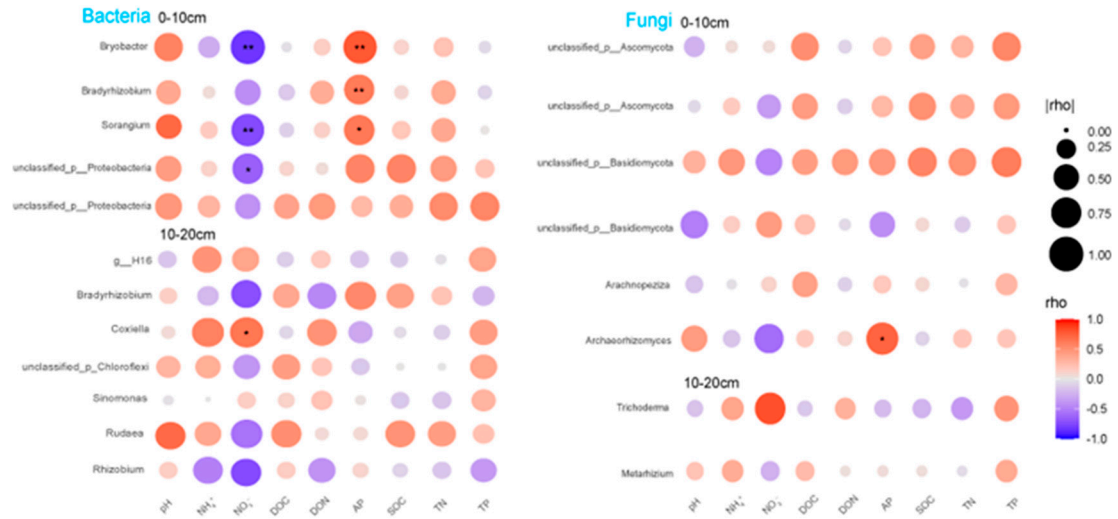 Bacteria 0-10cm
Bryobacter
**
**
Bradyrhizobium
**
Sorangium
**
*
unclassified_p__Proteobacteria
*
unclassified_p__Proteobacteria
10-20cm
g__H16
Bradyrhizobium
Coxiella
*
unclassified_p_Chloroflexi
Sinomonas
Rudaea
Rhizobium
pH NH₄⁺ NO₃⁻ DOC DON AP SOC TN TP
Fungi 0-10cm
unclassified_p__Ascomycota
unclassified_p__Ascomycota
unclassified_p__Basidiomycota
unclassified_p__Basidiomycota
Arachnopeziza
Archaeorhizomyces
*
10-20cm
Trichoderma
Metarhizium
pH NH₄⁺ NO₃⁻ DOC DON AP SOC TN TP
|rho|
0.00
0.25
0.50
0.75
1.00
rho
1.0
0.5
0.0
-0.5
-1.0